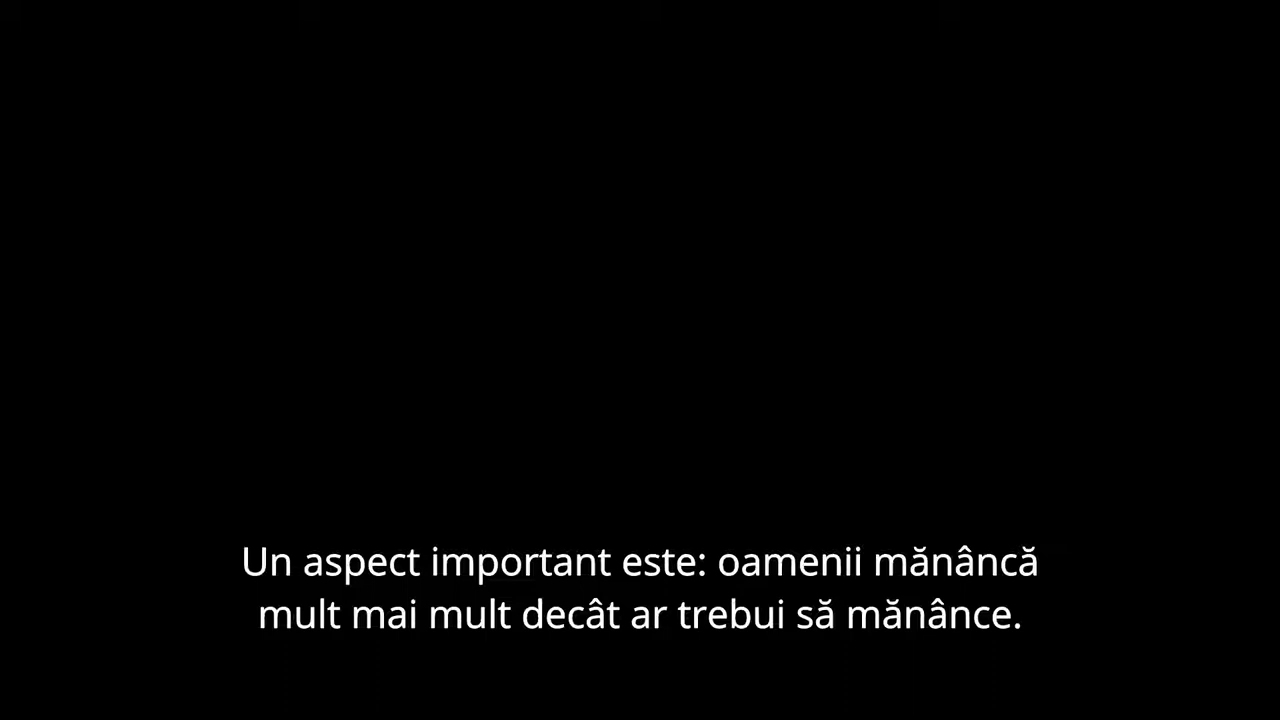 Un aspect important este: oamenii mănâncă
mult mai mult decât ar trebui să mănânce.